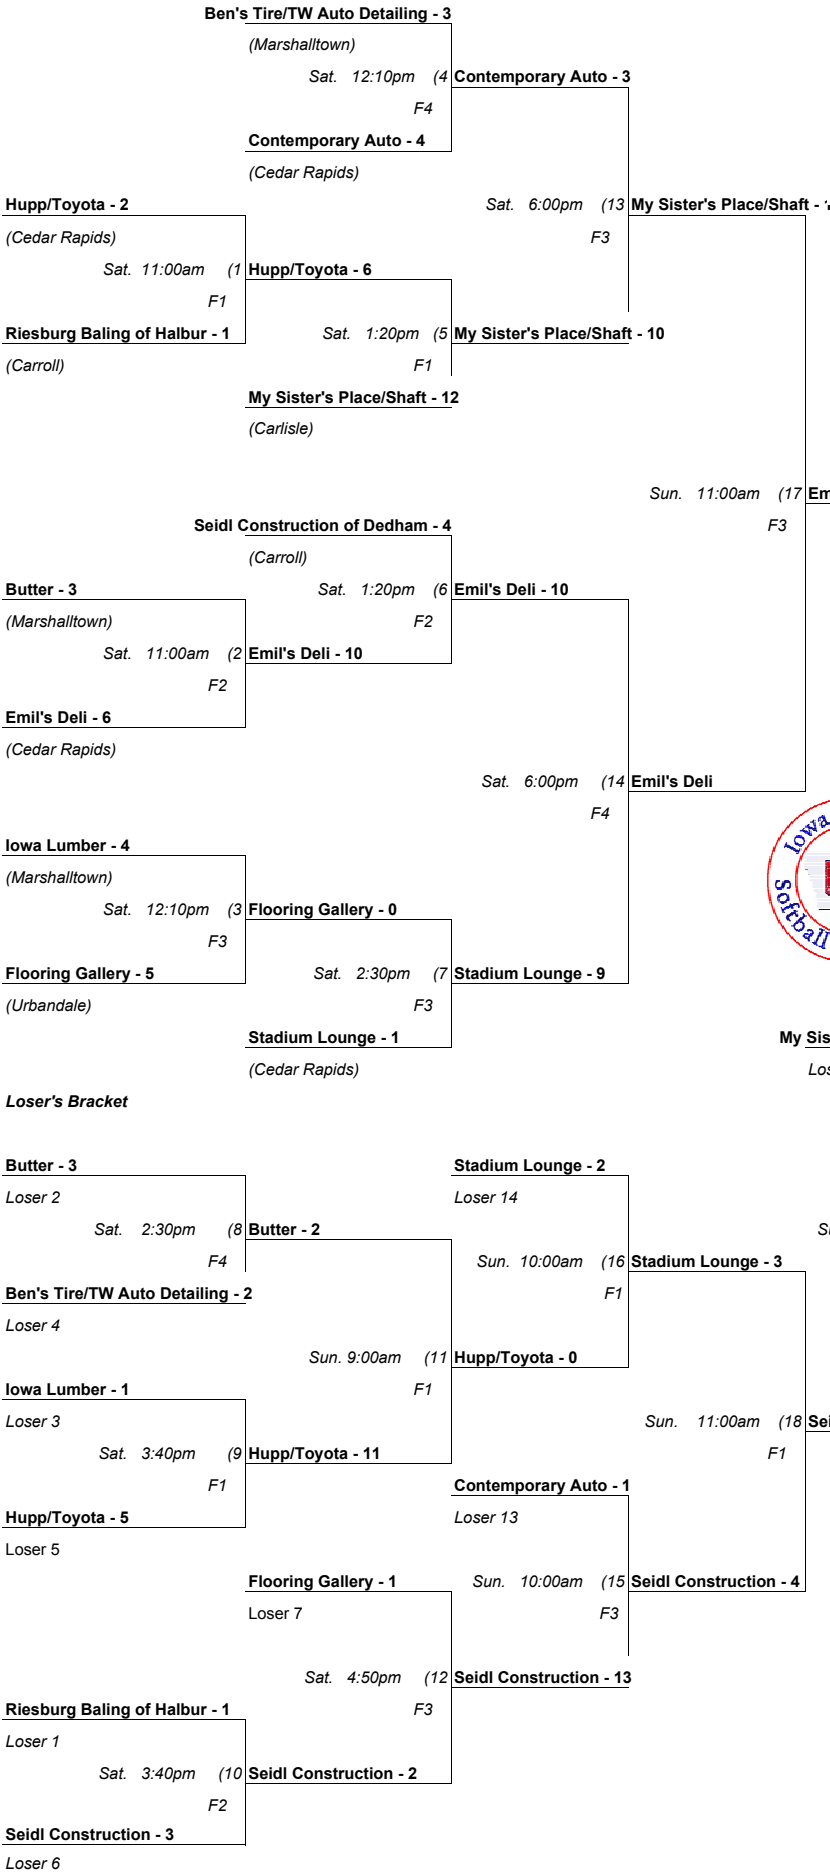 Ben's Tire/TW Auto Detailing - 3
(Marshalltown)
Sat. 12:10pm (4 Contemporary Auto - 3
F4
Contemporary Auto - 4
(Cedar Rapids)
Hupp/Toyota - 2 Sat. 6:00pm (13 My Sister's Place/Shaft -
(Cedar Rapids) F3
Sat. 11:00am (1 Hupp/Toyota - 6
F1
Riesburg Baling of Halbur - 1 Sat. 1:20pm (5 My Sister's Place/Shaft - 10
(Carroll) F1
My Sister's Place/Shaft - 12
(Carlisle)
Sun. 11:00am (17 Em
Seidl Construction of Dedham - 4 F3
(Carroll)
Butter - 3 Sat. 1:20pm (6 Emil's Deli - 10
(Marshalltown) F2
Sat. 11:00am (2 Emil's Deli - 10
F2
Emil's Deli - 6
(Cedar Rapids)
Sat. 6:00pm (14 Emil's Deli
F4
Iowa
Softball
Iowa Lumber - 4
(Marshalltown)
Sat. 12:10pm (3 Flooring Gallery - 0
F3
Flooring Gallery - 5 Sat. 2:30pm (7 Stadium Lounge - 9
(Urbandale) F3
Stadium Lounge - 1 My Sis
(Cedar Rapids) Los
Loser's Bracket
Butter - 3 Stadium Lounge - 2
Loser 2 Loser 14
Sat. 2:30pm (8 Butter - 2 Su
F4 Sun. 10:00am (16 Stadium Lounge - 3
Ben's Tire/TW Auto Detailing - 2 F1
Loser 4
Sun. 9:00am (11 Hupp/Toyota - 0
Iowa Lumber - 1 F1
Loser 3 Sun. 11:00am (18 Sei
Sat. 3:40pm (9 Hupp/Toyota - 11 F1
F1 Contemporary Auto - 1
Hupp/Toyota - 5 Loser 13
Loser 5
Flooring Gallery - 1 Sun. 10:00am (15 Seidl Construction - 4
Loser 7 F3
Sat. 4:50pm (12 Seidl Construction - 13
Riesburg Baling of Halbur - 1 F3
Loser 1
Sat. 3:40pm (10 Seidl Construction - 2
F2
Seidl Construction - 3
Loser 6